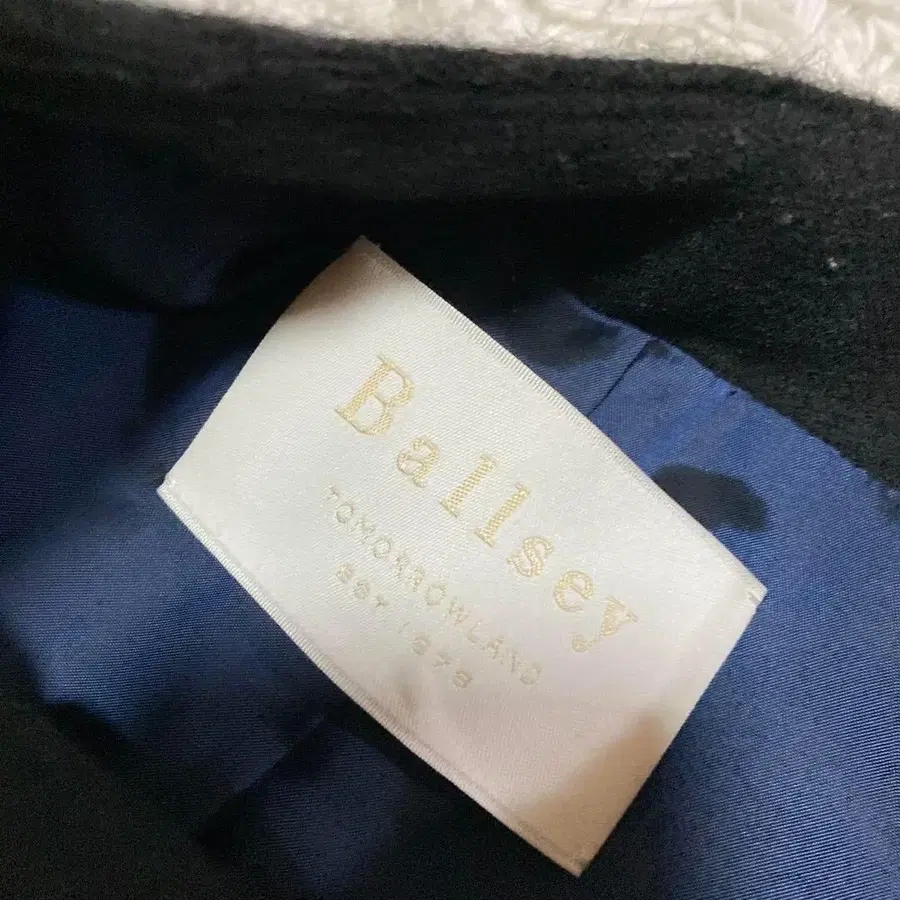 Ballsey
TOMORROWLAND
EST 1978